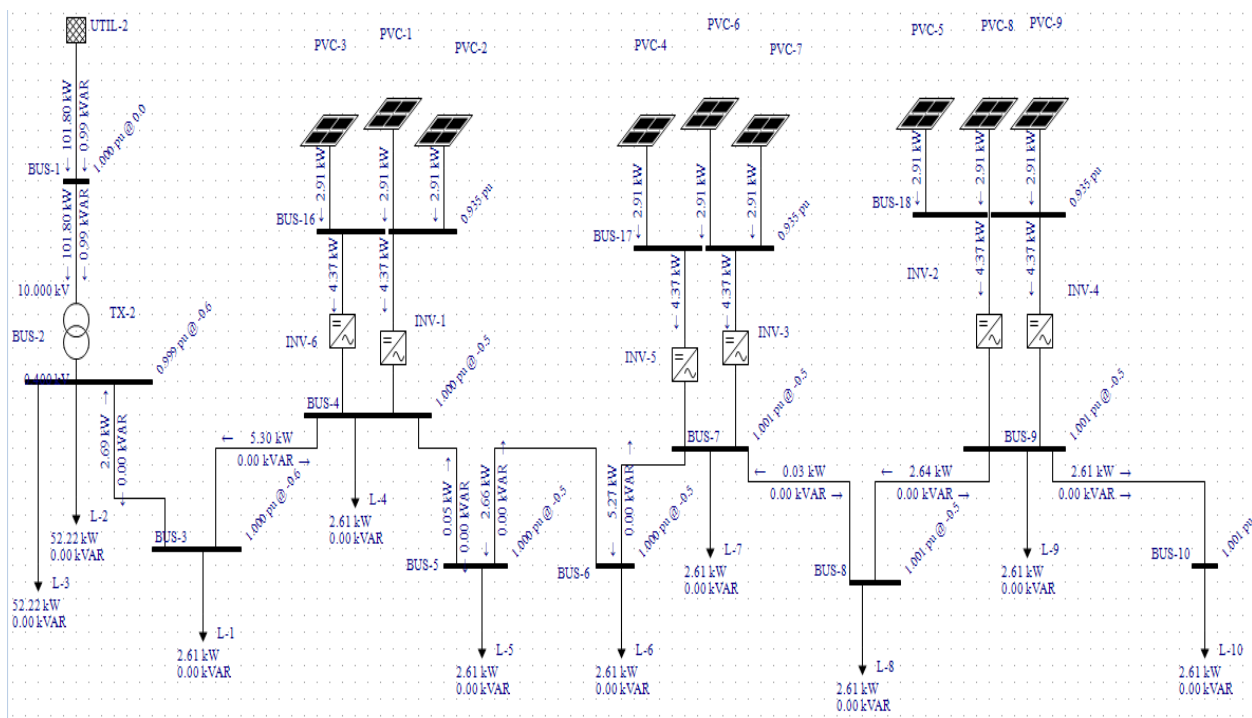 UTIL-2
101.80 kW →
0.99 kVAR →
1.000 pu @ 0.0
BUS-1
101.80 kW →
0.99 kVAR →
10.000 kV
TX-2
BUS-2
0.999 pu @ -0.6
0.400 kV
2.69 kW →
0.00 kVAR →
L-2
52.22 kW
0.00 kVAR
L-3
52.22 kW
0.00 kVAR
BUS-3
1.000 pu @ -0.6
L-1
2.61 kW
0.00 kVAR
PVC-3
PVC-1
PVC-2
2.91 kW →
2.91 kW →
2.91 kW →
BUS-16
0.935 pu
4.37 kW →
4.37 kW →
INV-6
INV-1
BUS-4
1.000 pu @ -0.5
← 5.30 kW
0.00 kVAR →
L-4
2.61 kW
0.00 kVAR
0.05 kW →
0.00 kVAR →
BUS-5
1.000 pu @ -0.5
L-5
2.61 kW
0.00 kVAR
← 2.66 kW
0.00 kVAR →
BUS-6
1.000 pu @ -0.5
L-6
2.61 kW
0.00 kVAR
← 5.27 kW
0.00 kVAR →
PVC-4
PVC-6
PVC-7
2.91 kW →
2.91 kW →
2.91 kW →
BUS-17
0.935 pu
4.37 kW →
4.37 kW →
INV-5
INV-3
BUS-7
1.001 pu @ -0.5
L-7
2.61 kW
0.00 kVAR
← 0.03 kW
0.00 kVAR →
BUS-8
1.001 pu @ -0.5
L-8
2.61 kW
0.00 kVAR
← 2.64 kW
0.00 kVAR →
PVC-5
PVC-8
PVC-9
2.91 kW →
2.91 kW →
2.91 kW →
BUS-18
0.935 pu
4.37 kW →
4.37 kW →
INV-2
INV-4
BUS-9
1.001 pu @ -0.5
L-9
2.61 kW
0.00 kVAR
2.61 kW →
0.00 kVAR →
BUS-10
1.001 pu
L-10
2.61 kW
0.00 kVAR